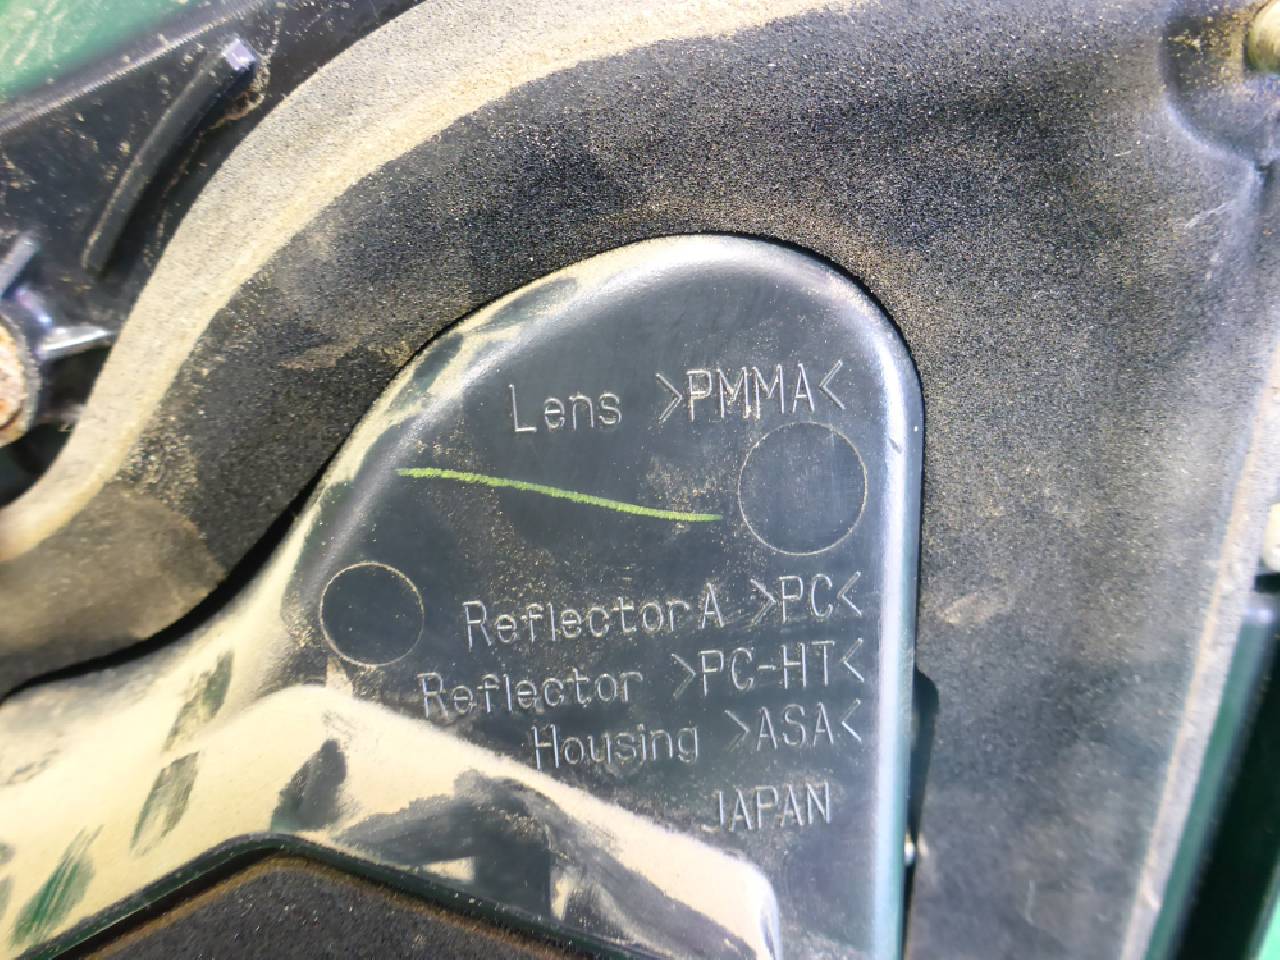 Lens >PMMA<
Reflector A >PC<
Reflector >PC-HT<
Housing >ASA<
JAPAN